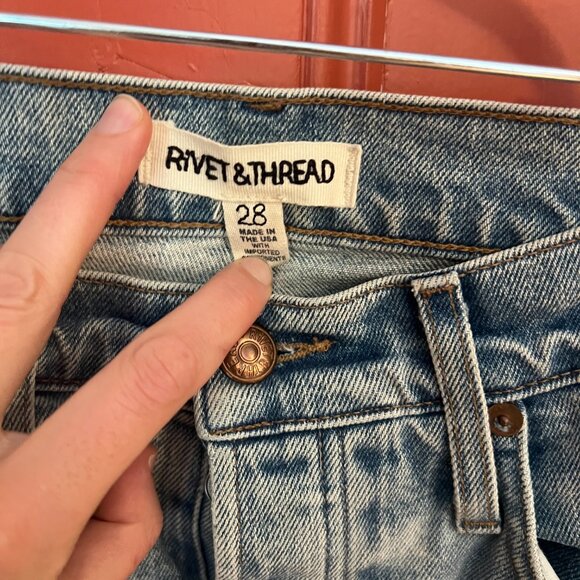 RiVET & THREAD
28
MADE IN
THE USA
WITH
IMPORTED